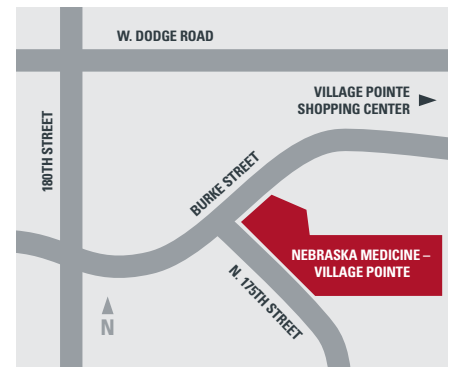 W. DODGE ROAD
VILLAGE POINTE
SHOPPING CENTER
180TH STREET
BURKE STREET
NEBRASKA MEDICINE –
VILLAGE POINTE
N. 175TH STREET
N